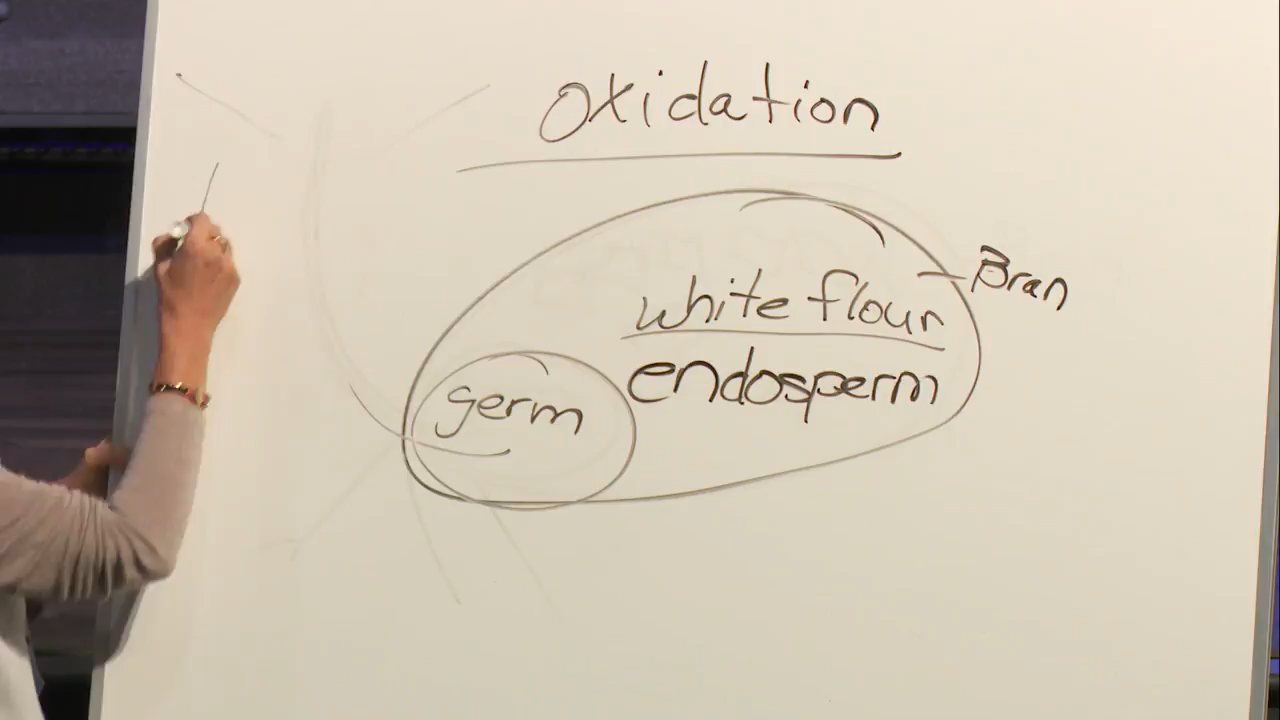 oxidation
Bran
white flour
endosperm
germ